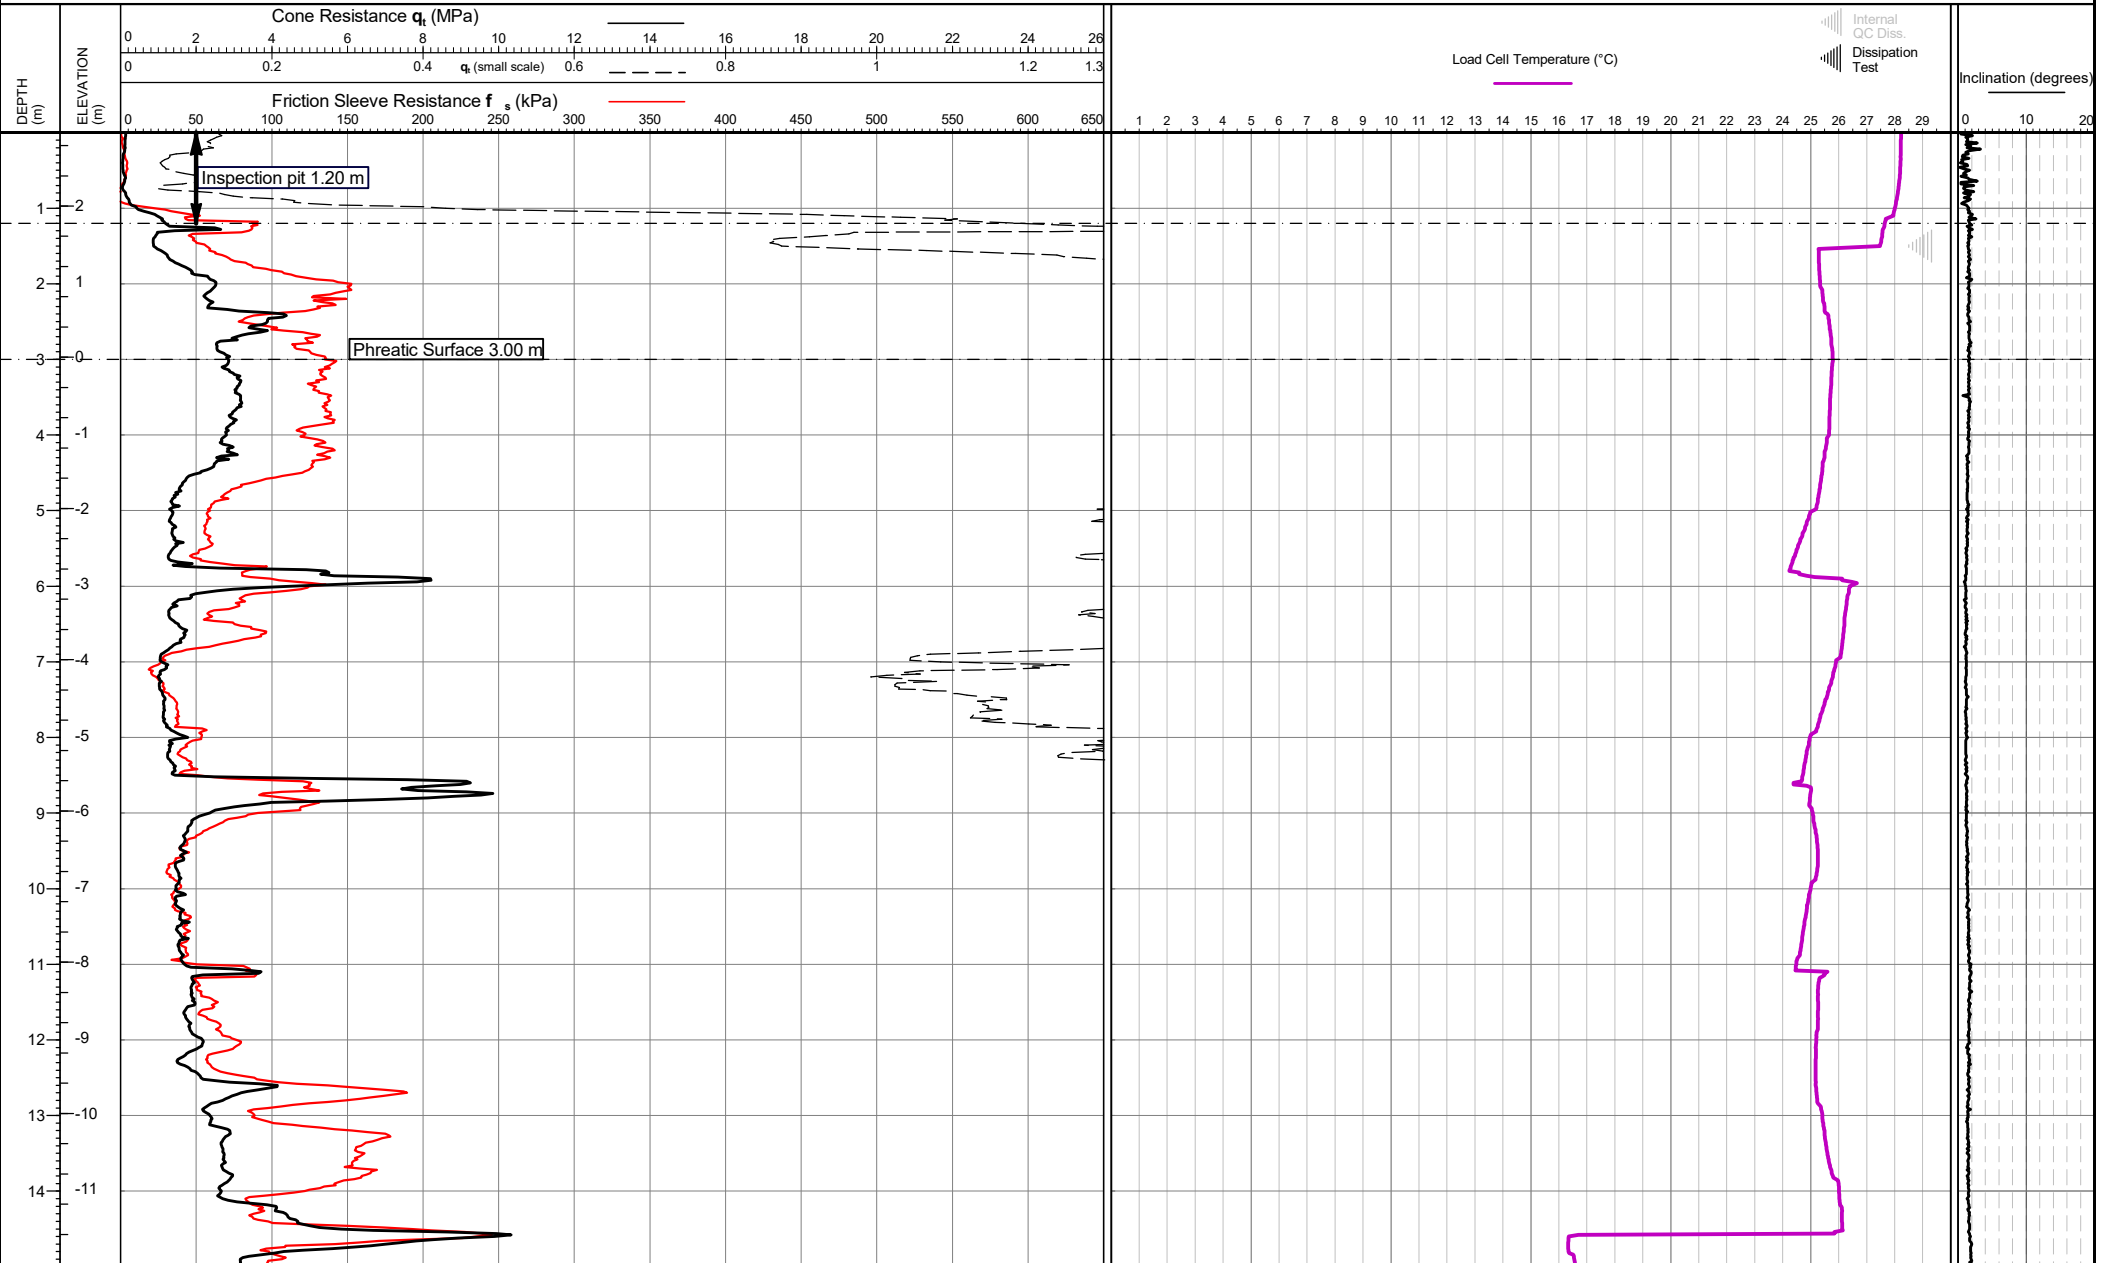 Cone Resistance qt (MPa)
0 2 4 6 8 10 12 14 16 18 20 22 24 26
0 0.2 0.4 qt (small scale) 0.6 0.8 1 1.2 1.3
Friction Sleeve Resistance f s (kPa)
0 50 100 150 200 250 300 350 400 450 500 550 600 650
DEPTH
(m)
ELEVATION
(m)
Load Cell Temperature (°C)
1 2 3 4 5 6 7 8 9 10 11 12 13 14 15 16 17 18 19 20 21 22 23 24 25 26 27 28 29
Internal
QC Diss.
Dissipation
Test
Inclination (degrees)
0 10 20
Inspection pit 1.20 m
1 2
2 1
Phreatic Surface 3.00 m
3 0
4 -1
5 -2
6 -3
7 -4
8 -5
9 -6
10 -7
11 -8
12 -9
13 -10
14 -11